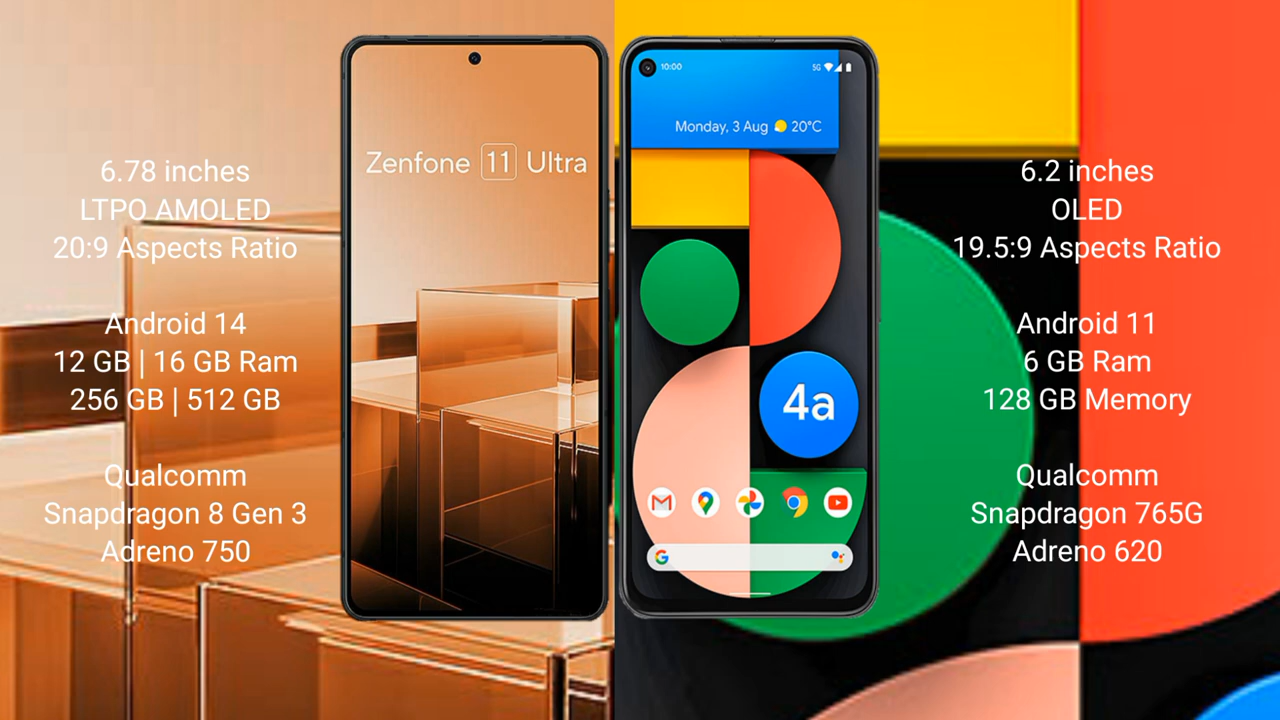 6.78 inches
LTPO AMOLED
20:9 Aspects Ratio
Android 14
12 GB | 16 GB Ram
256 GB | 512 GB
Qualcomm
Snapdragon 8 Gen 3
Adreno 750
Zenfone 11 Ultra
10:00
5G
Monday, 3 Aug 20°C
4a
G
6.2 inches
OLED
19.5:9 Aspects Ratio
Android 11
6 GB Ram
128 GB Memory
Qualcomm
Snapdragon 765G
Adreno 620